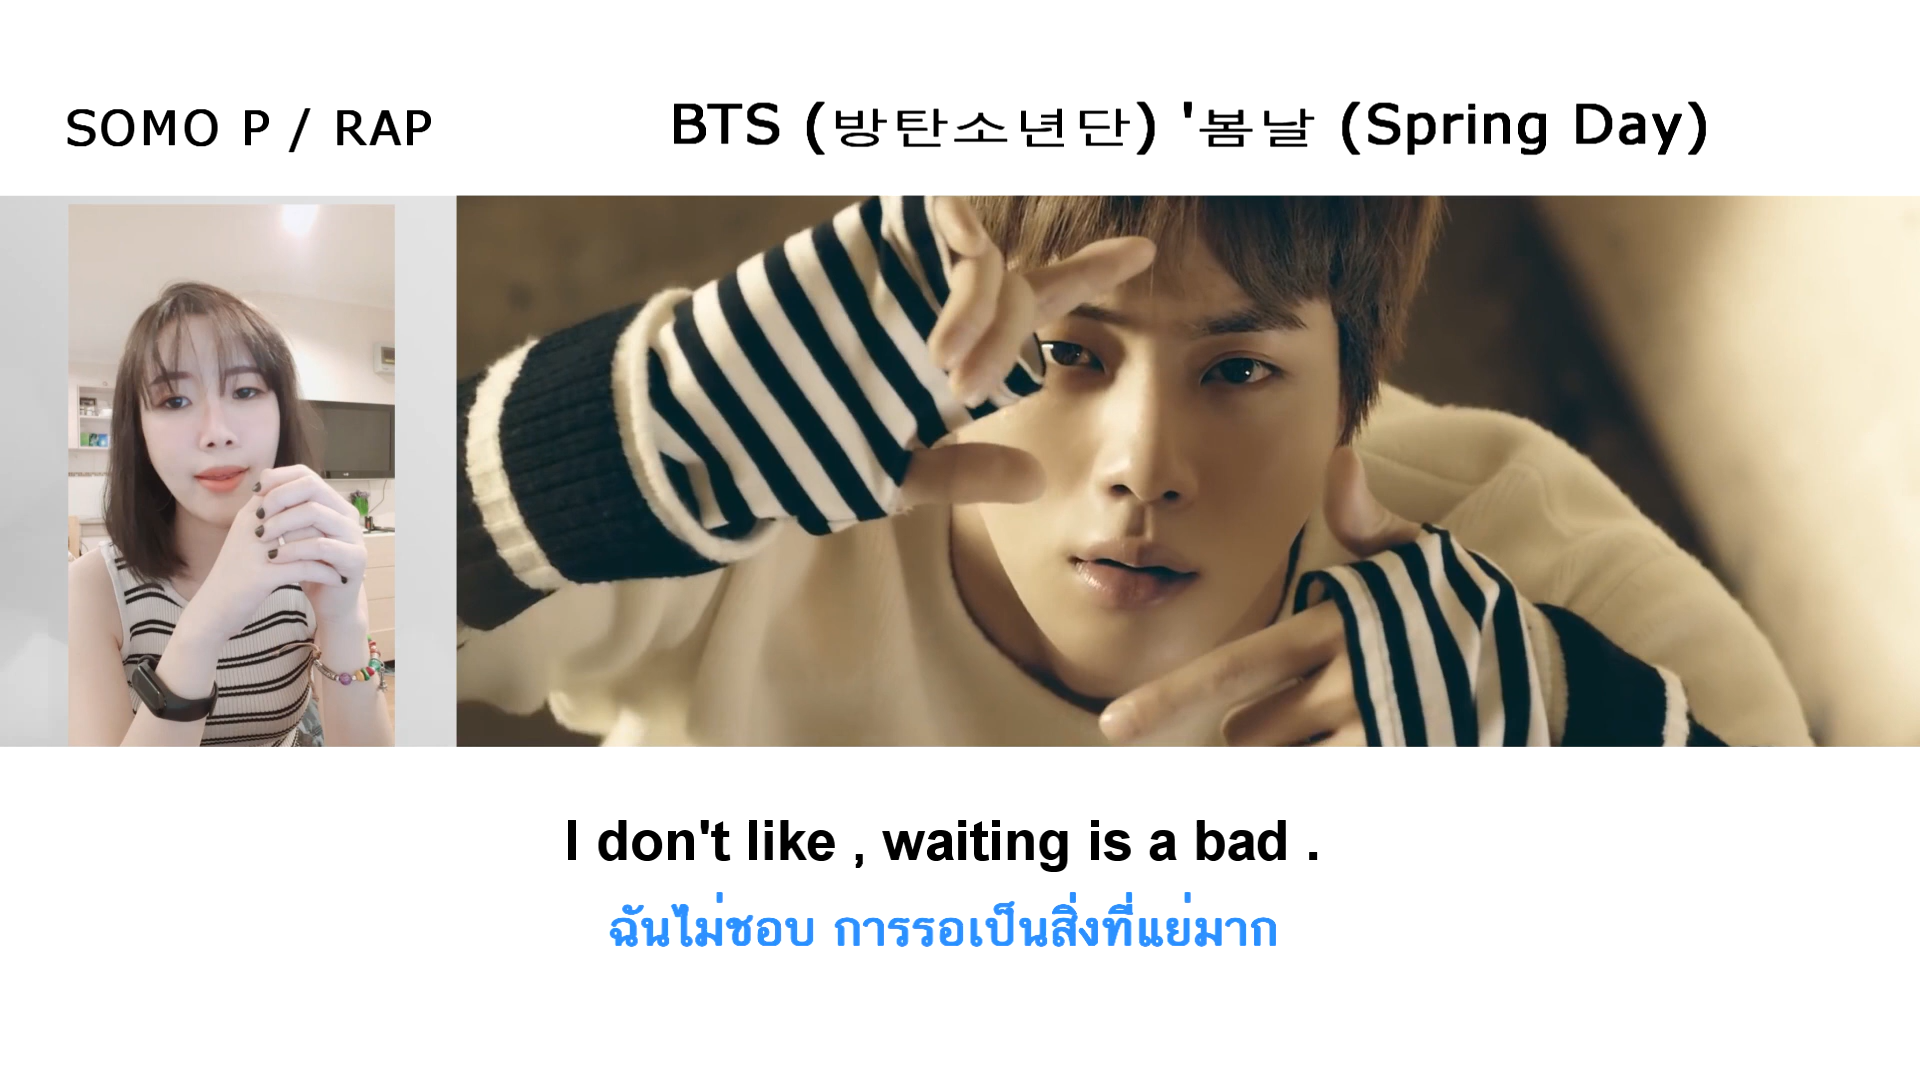 SOMO P / RAP
BTS (방탄소년단) '봄날 (Spring Day)
I don't like , waiting is a bad .
ฉันไม่ชอบ การรอเป็นสิ่งที่แย่มาก